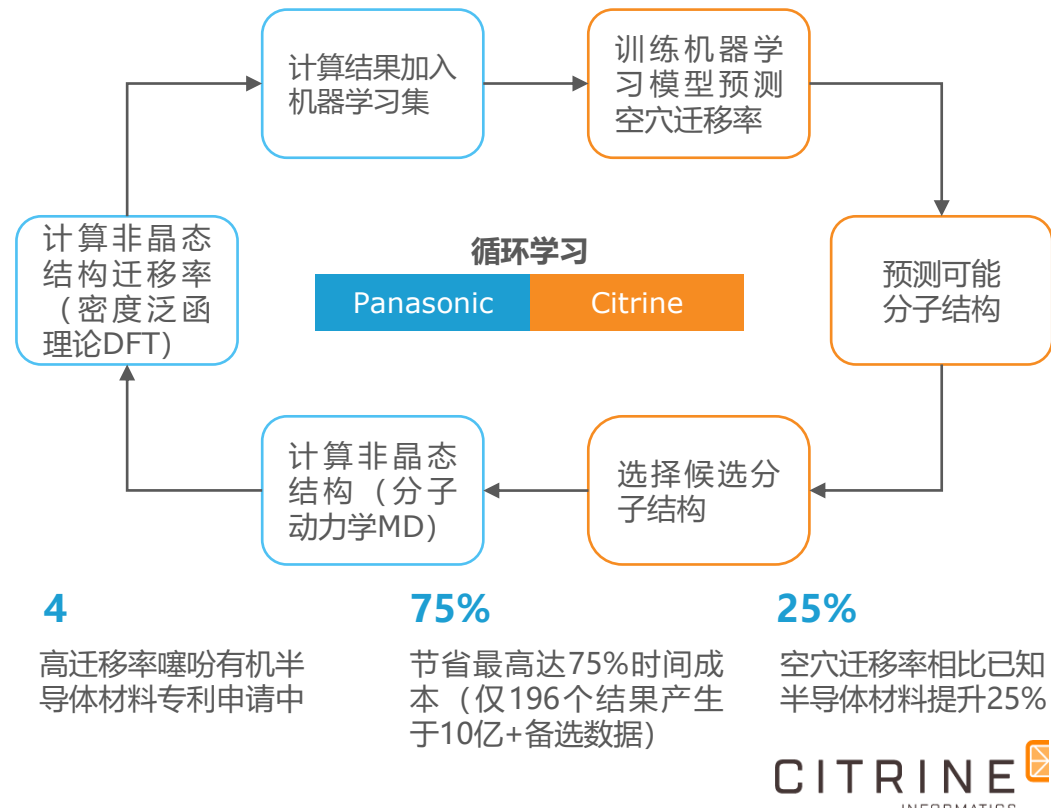 计算结果加入
机器学习集
训练机器学
习模型预测
空穴迁移率
计算非晶态
结构迁移率
（密度泛函
理论DFT）
循环学习
Panasonic
Citrine
预测可能
分子结构
计算非晶态
结构（分子
动力学MD）
选择候选分
子结构
4
高迁移率噻吩有机半
导体材料专利申请中
75%
节省最高达75%时间成
本（仅196个结果产生
于10亿+备选数据）
25%
空穴迁移率相比已知
半导体材料提升25%
CITRINE
INFORMATICS